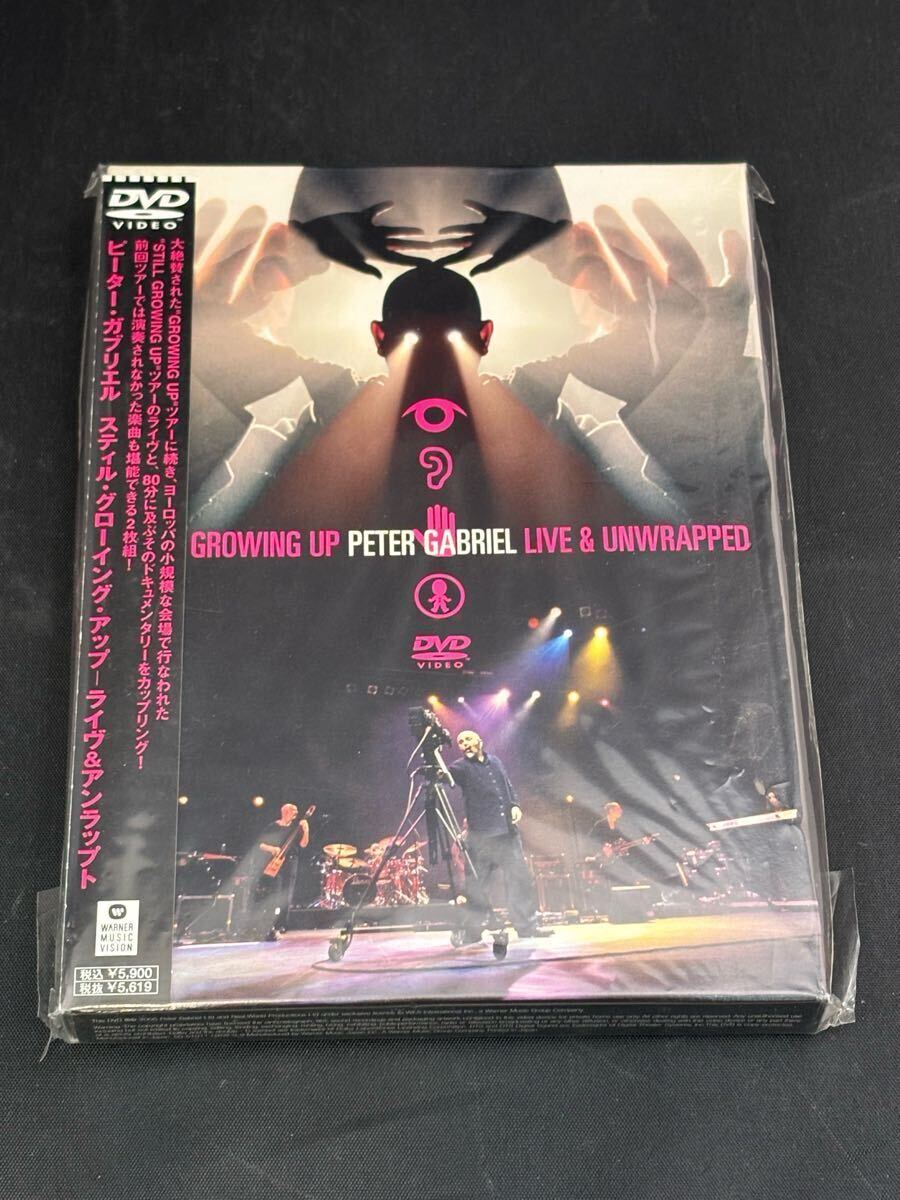 DVD
VIDEO
大絶賛された"GROWING UP"ツアーに続き、ヨーロッパの小規模な会場で行なわれた
"STILL GROWING UP"ツアーのライヴと、80分に及ぶそのドキュメンタリーをカップリング!
前回ツアーでは演奏されなかった楽曲も堪能できる2枚組!
ピーター・ガブリエル スティル・グローイング・アップ－ライヴ&アンラップト
WARNER
MUSIC
VISION
税込 ¥5,900
税抜 ¥5,619
GROWING UP PETER GABRIEL LIVE & UNWRAPPED
DVD
VIDEO